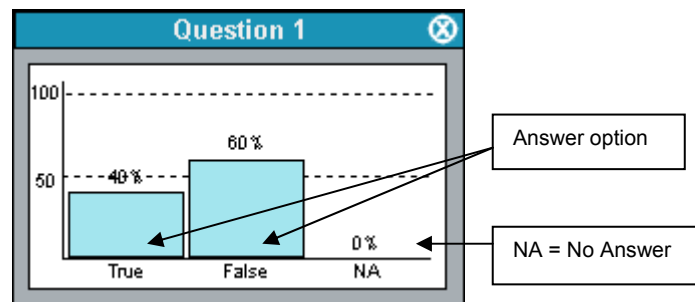 Question 1
100
60%
Answer option
50
40%
0%
NA = No Answer
True False NA